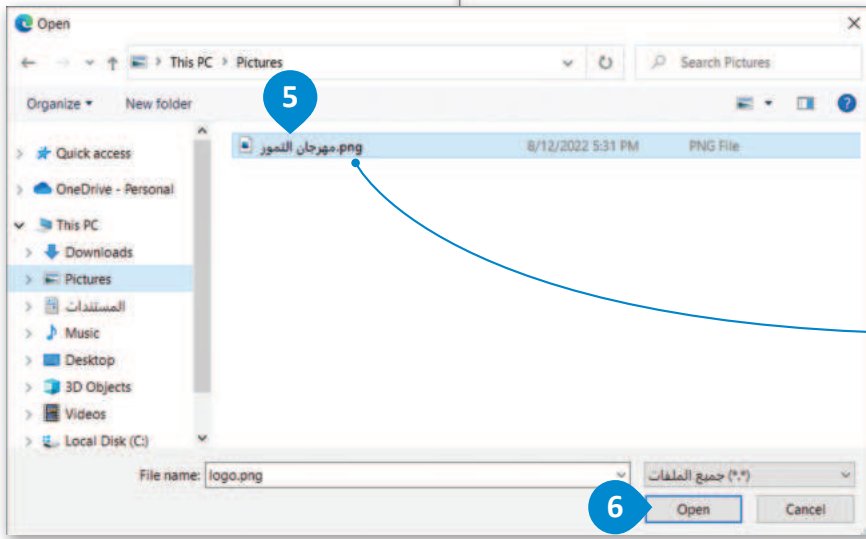 Open
This PC > Pictures
Search Pictures
Organize
New folder
5
Quick access
مهرجان التمور.png
8/12/2022 5:31 PM
PNG File
OneDrive - Personal
This PC
Downloads
Pictures
المستندات
Music
Desktop
3D Objects
Videos
Local Disk (C:)
File name: logo.png
جميع الملفات (*.*)
6
Open
Cancel